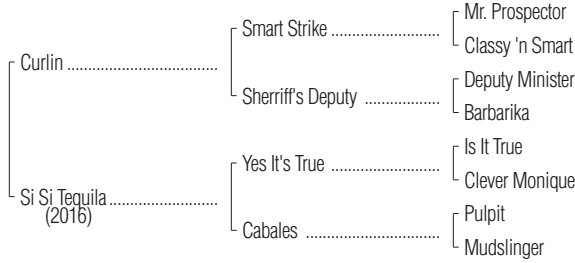 Mr. Prospector
Smart Strike ........................
Classy 'n Smart
Curlin .................................
Deputy Minister
Sherriff's Deputy ................
Barbarika
Is It True
Yes It's True ........................
Clever Monique
Si Si Tequila ........................
(2016)
Pulpit
Cabales .............................
Mudslinger